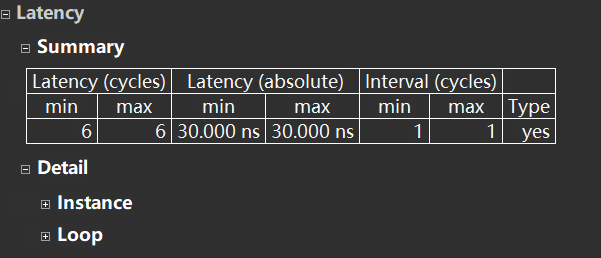 Latency
Summary
Latency (cycles) Latency (absolute) Interval (cycles)
min max min max min max Type
6 6 30.000 ns 30.000 ns 1 1 yes
Detail
Instance
Loop